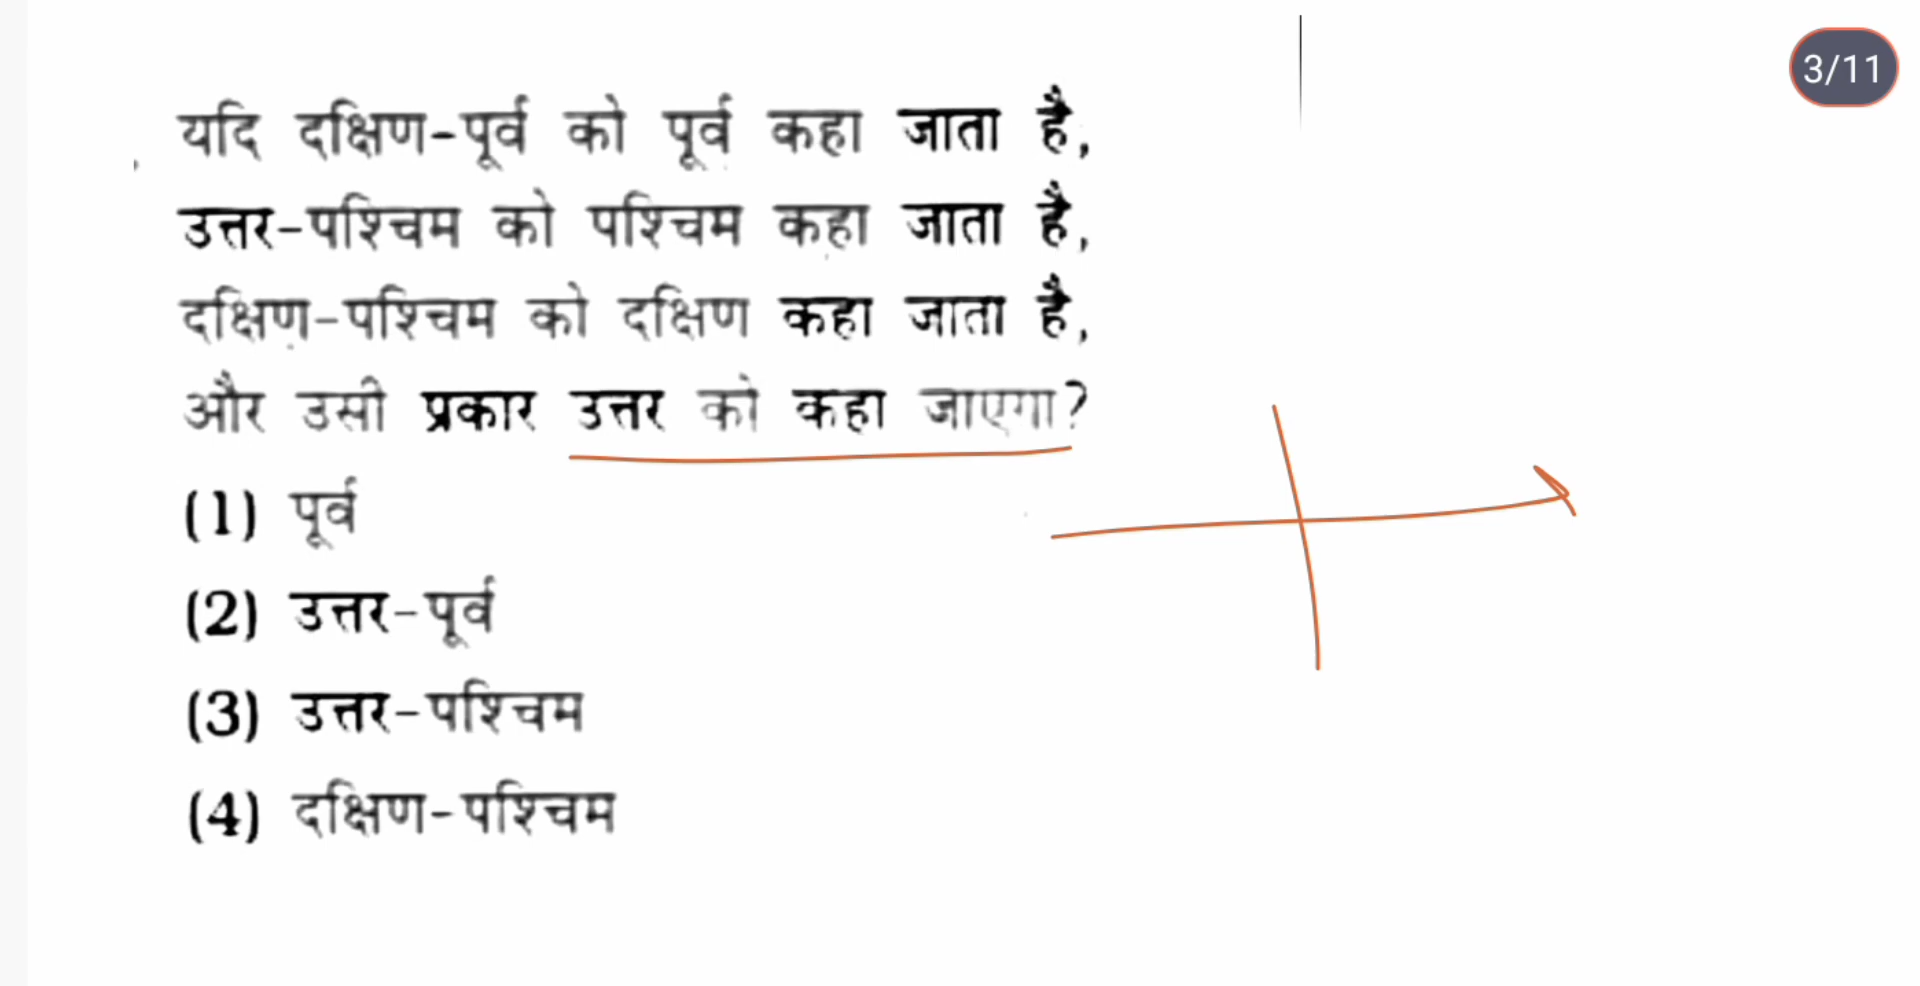 3/11
यदि दक्षिण-पूर्व को पूर्व कहा जाता है,
उत्तर-पश्चिम को पश्चिम कहा जाता है,
दक्षिण-पश्चिम को दक्षिण कहा जाता है,
और उसी प्रकार उत्तर को कहा जाएगा?
(1) पूर्व
(2) उत्तर-पूर्व
(3) उत्तर-पश्चिम
(4) दक्षिण-पश्चिम